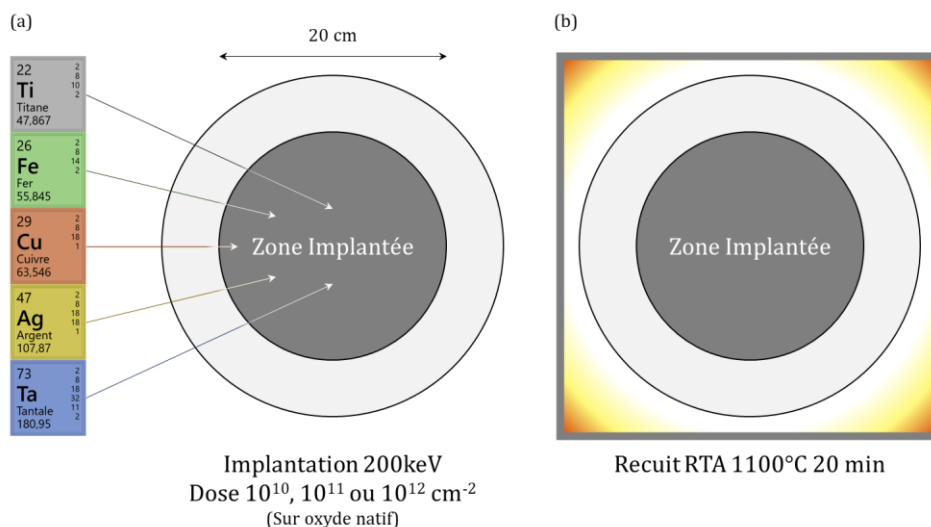 (a)
(b)
20 cm
22
2
8
10
2
Ti
Titane
47,867
26
2
8
14
2
Fe
Fer
55,845
29
2
8
18
1
Cu
Cuivre
63,546
47
2
8
18
18
1
Ag
Argent
107,87
73
2
8
18
32
11
2
Ta
Tantale
180,95
Zone Implantée
Zone Implantée
Implantation 200keV
Dose 10¹⁰, 10¹¹ ou 10¹² cm⁻²
(Sur oxyde natif)
Recuit RTA 1100°C 20 min